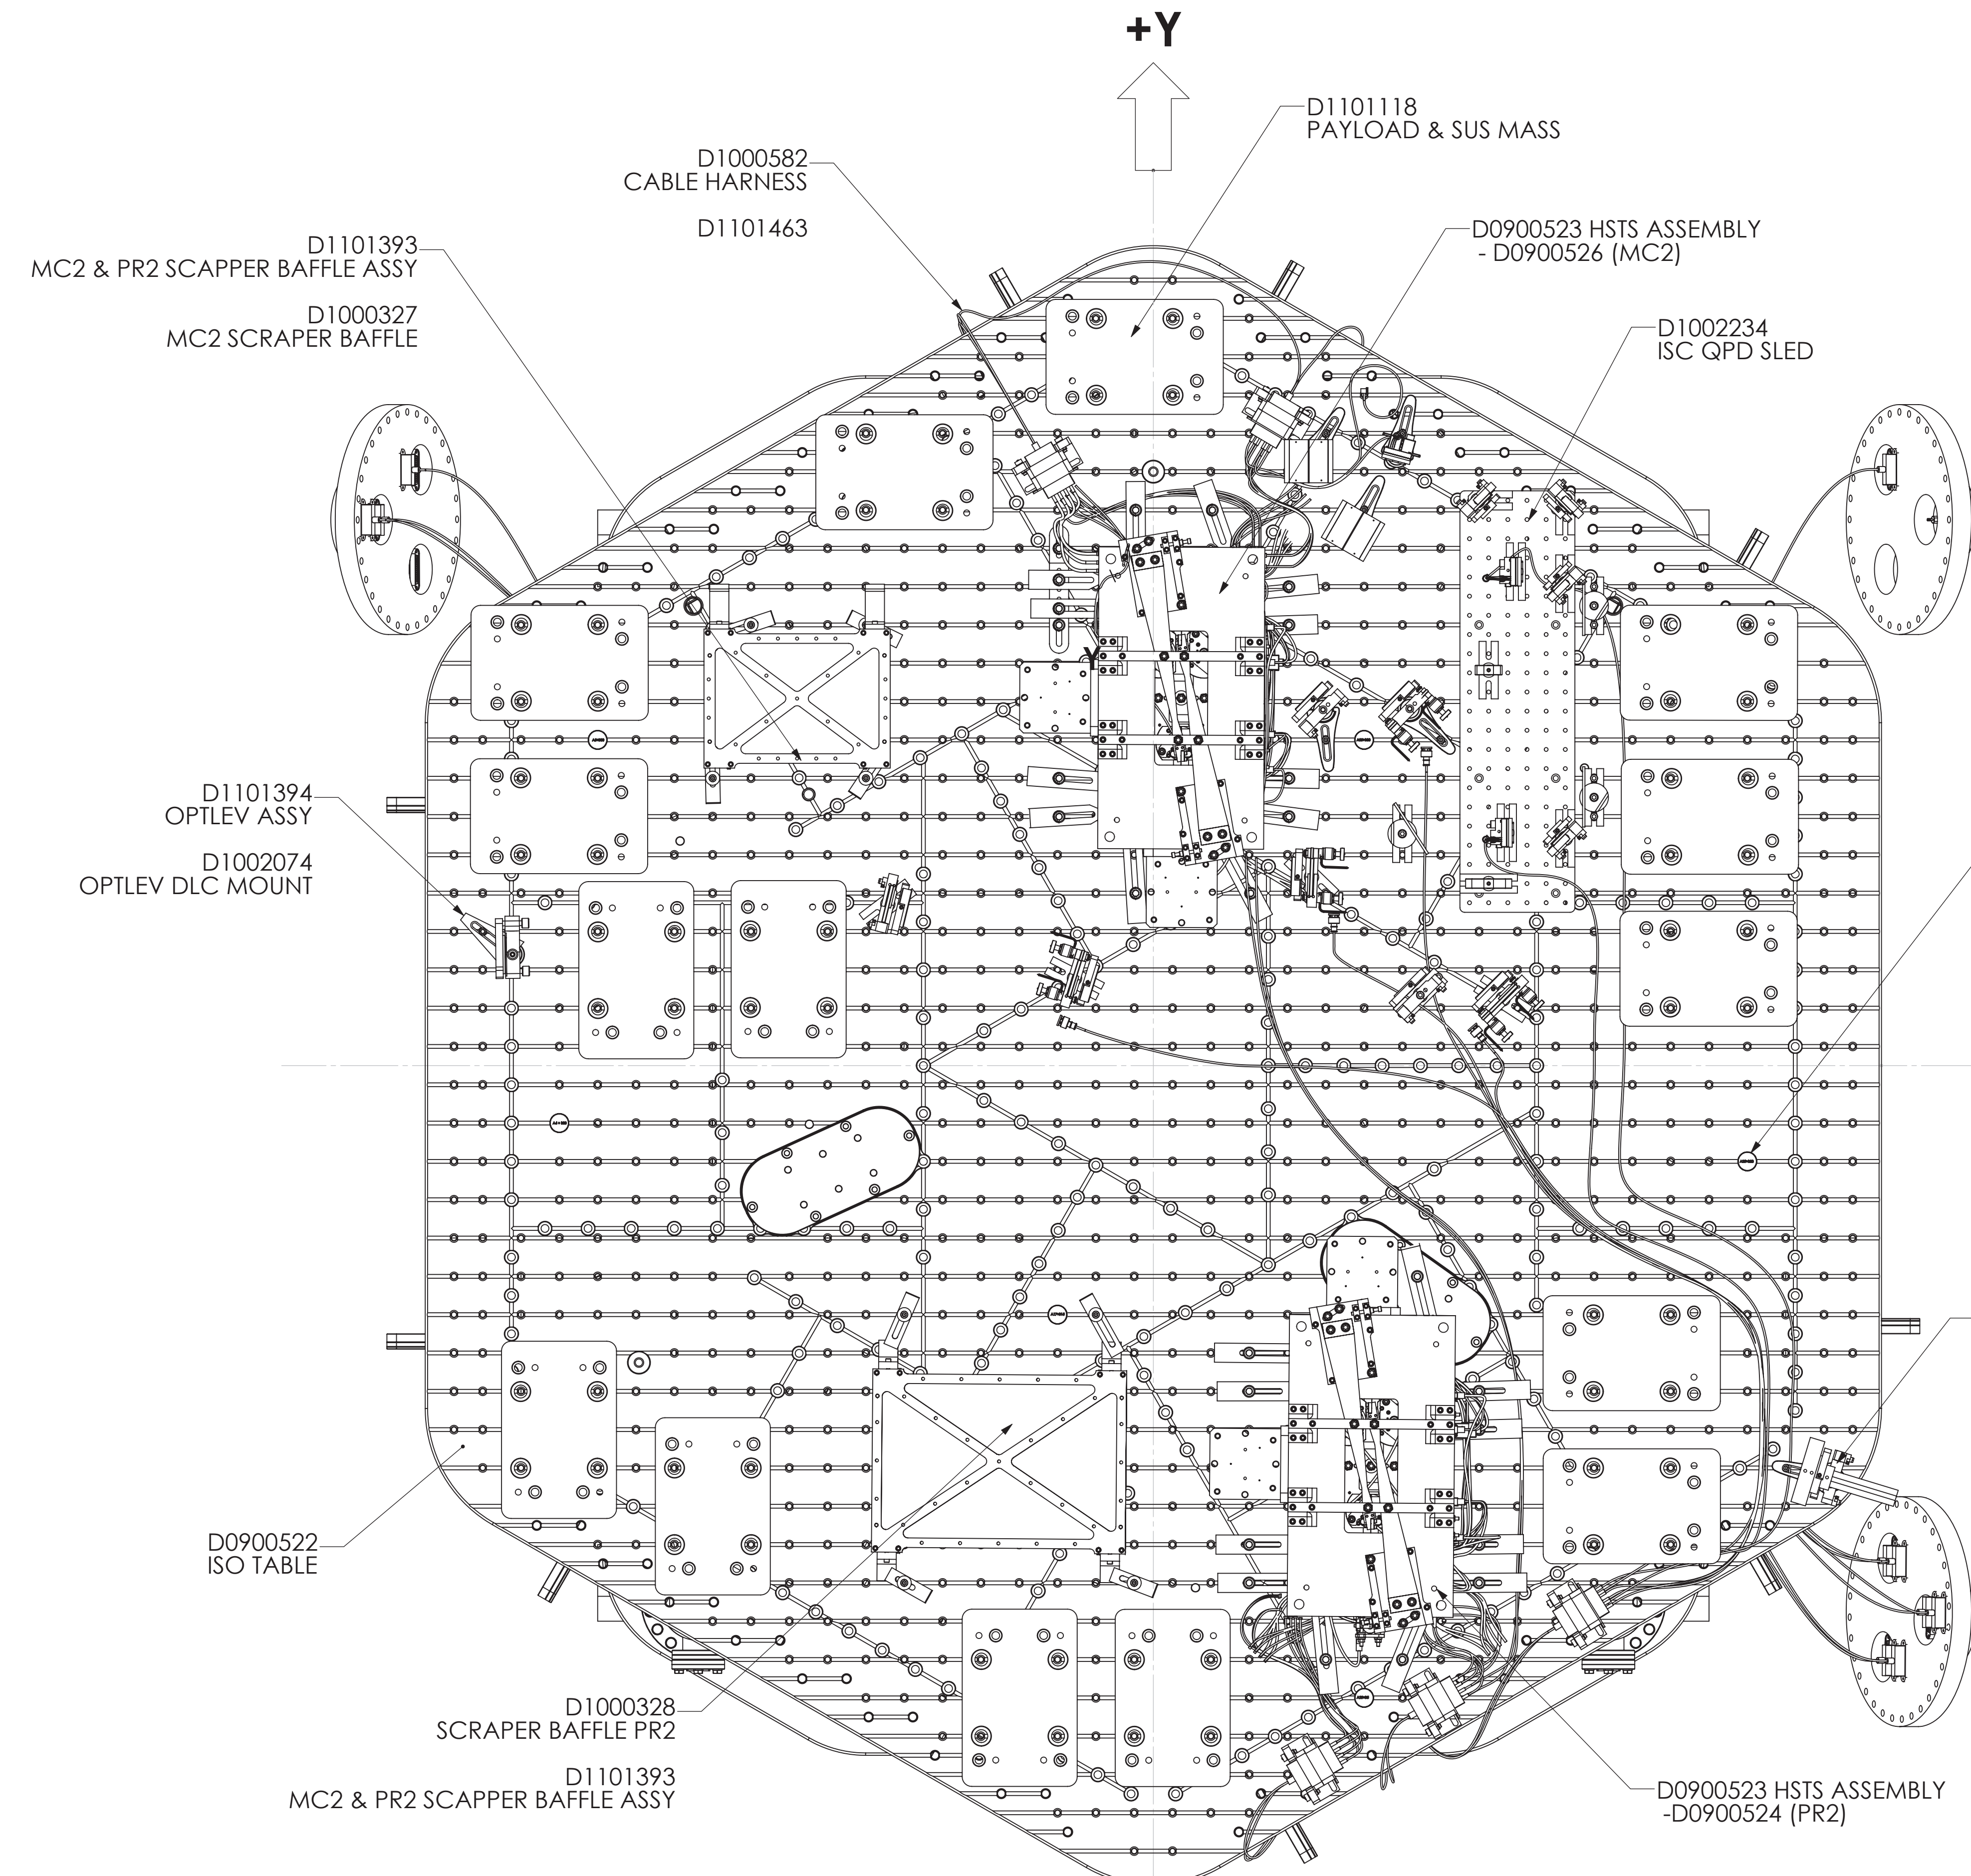 +Y
D1101118
PAYLOAD & SUS MASS
D1000582
CABLE HARNESS
D1101463
D0900523 HSTS ASSEMBLY
- D0900526 (MC2)
D1101393
MC2 & PR2 SCAPPER BAFFLE ASSY
D1000327
MC2 SCRAPER BAFFLE
D1002234
ISC QPD SLED
Y
D1101394
OPTLEV ASSY
D1002074
OPTLEV DLC MOUNT
D0900522
ISO TABLE
D1000328
SCRAPER BAFFLE PR2
D1101393
MC2 & PR2 SCAPPER BAFFLE ASSY
D0900523 HSTS ASSEMBLY
-D0900524 (PR2)